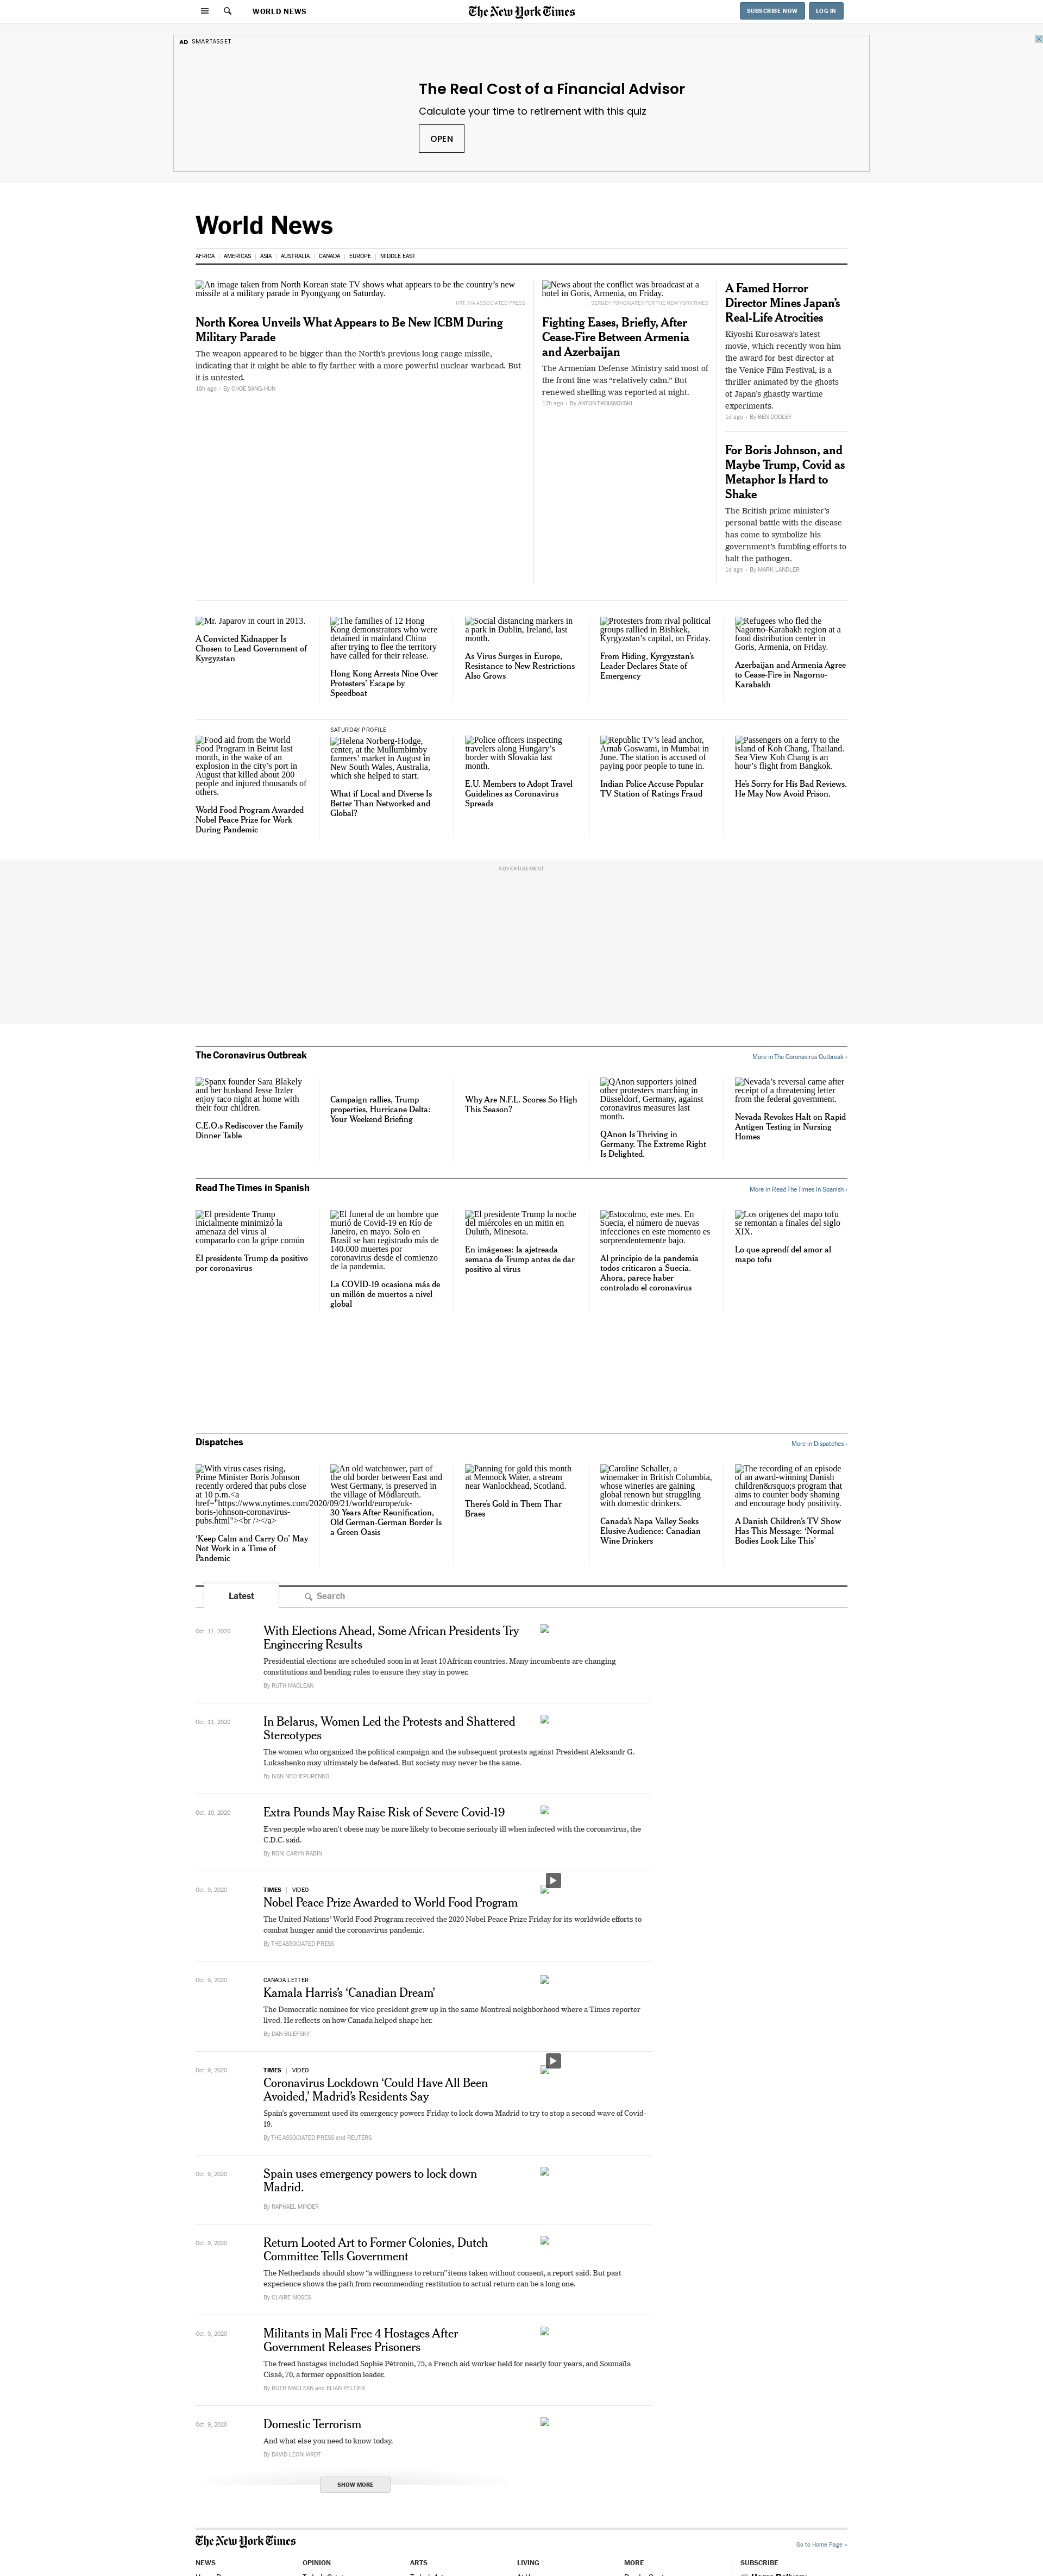 WORLD NEWS
The New York Times
SUBSCRIBE NOW
LOG IN
AD SMARTASSET
The Real Cost of a Financial Advisor
Calculate your time to retirement with this quiz
OPEN
World News
AFRICA
AMERICAS
ASIA
AUSTRALIA
CANADA
EUROPE
MIDDLE EAST
An image taken from North Korean state TV shows what appears to be the country's new
missile at a military parade in Pyongyang on Saturday.
KRT, VIA ASSOCIATED PRESS
North Korea Unveils What Appears to Be New ICBM During
Military Parade
The weapon appeared to be bigger than the North's previous long-range missile,
indicating that it might be able to fly farther with a more powerful nuclear warhead. But
it is untested.
18h ago • By CHOE SANG-HUN
News about the conflict was broadcast at a
hotel in Goris, Armenia, on Friday.
SERGEY PONOMAREV FOR THE NEW YORK TIMES
Fighting Eases, Briefly, After
Cease-Fire Between Armenia
and Azerbaijan
The Armenian Defense Ministry said most of
the front line was “relatively calm.” But
renewed shelling was reported at night.
17h ago • By ANTON TROIANOVSKI
A Famed Horror
Director Mines Japan's
Real-Life Atrocities
Kiyoshi Kurosawa's latest
movie, which recently won him
the award for best director at
the Venice Film Festival, is a
thriller animated by the ghosts
of Japan's ghastly wartime
experiments.
1d ago • By BEN DOOLEY
For Boris Johnson, and
Maybe Trump, Covid as
Metaphor Is Hard to
Shake
The British prime minister's
personal battle with the disease
has come to symbolize his
government's fumbling efforts to
halt the pathogen.
1d ago • By MARK LANDLER
Mr. Japarov in court in 2013.
A Convicted Kidnapper Is
Chosen to Lead Government of
Kyrgyzstan
The families of 12 Hong
Kong demonstrators who were
detained in mainland China
after trying to flee the territory
have called for their release.
Hong Kong Arrests Nine Over
Protesters' Escape by
Speedboat
Social distancing markers in
a park in Dublin, Ireland, last
month.
As Virus Surges in Europe,
Resistance to New Restrictions
Also Grows
Protesters from rival political
groups rallied in Bishkek,
Kyrgyzstan's capital, on Friday.
From Hiding, Kyrgyzstan's
Leader Declares State of
Emergency
Refugees who fled the
Nagorno-Karabakh region at a
food distribution center in
Goris, Armenia, on Friday.
Azerbaijan and Armenia Agree
to Cease-Fire in Nagorno-
Karabakh
Food aid from the World
Food Program in Beirut last
month, in the wake of an
explosion in the city's port in
August that killed about 200
people and injured thousands of
others.
World Food Program Awarded
Nobel Peace Prize for Work
During Pandemic
SATURDAY PROFILE
Helena Norberg-Hodge,
center, at the Mullumbimby
farmers' market in August in
New South Wales, Australia,
which she helped to start.
What if Local and Diverse Is
Better Than Networked and
Global?
Police officers inspecting
travelers along Hungary's
border with Slovakia last
month.
E.U. Members to Adopt Travel
Guidelines as Coronavirus
Spreads
Republic TV's lead anchor,
Arnab Goswami, in Mumbai in
June. The station is accused of
paying poor people to tune in.
Indian Police Accuse Popular
TV Station of Ratings Fraud
Passengers on a ferry to the
island of Koh Chang, Thailand.
Sea View Koh Chang is an
hour's flight from Bangkok.
He's Sorry for His Bad Reviews.
He May Now Avoid Prison.
ADVERTISEMENT
The Coronavirus Outbreak
More in The Coronavirus Outbreak ›
Spanx founder Sara Blakely
and her husband Jesse Itzler
enjoy taco night at home with
their four children.
C.E.O.s Rediscover the Family
Dinner Table
Campaign rallies, Trump
properties, Hurricane Delta:
Your Weekend Briefing
Why Are N.F.L. Scores So High
This Season?
QAnon supporters joined
other protesters marching in
Düsseldorf, Germany, against
coronavirus measures last
month.
QAnon Is Thriving in
Germany. The Extreme Right
Is Delighted.
Nevada's reversal came after
receipt of a threatening letter
from the federal government.
Nevada Revokes Halt on Rapid
Antigen Testing in Nursing
Homes
Read The Times in Spanish
More in Read The Times in Spanish ›
El presidente Trump
inicialmente minimizó la
amenaza del virus al
compararlo con la gripe común
El presidente Trump da positivo
por coronavirus
El funeral de un hombre que
murió de Covid-19 en Río de
Janeiro, en mayo. Solo en
Brasil se han registrado más de
140.000 muertes por
coronavirus desde el comienzo
de la pandemia.
La COVID-19 ocasiona más de
un millón de muertos a nivel
global
El presidente Trump la noche
del miércoles en un mitin en
Duluth, Minesota.
En imágenes: la ajetreada
semana de Trump antes de dar
positivo al virus
Estocolmo, este mes. En
Suecia, el número de nuevas
infecciones en este momento es
sorprendentemente bajo.
Al principio de la pandemia
todos criticaron a Suecia.
Ahora, parece haber
controlado el coronavirus
Los orígenes del mapo tofu
se remontan a finales del siglo
XIX.
Lo que aprendí del amor al
mapo tofu
Dispatches
More in Dispatches ›
With virus cases rising,
Prime Minister Boris Johnson
recently ordered that pubs close
at 10 p.m.<a
href="https://www.nytimes.com/2020/09/21/world/europe/uk-
boris-johnson-coronavirus-
pubs.html"><br /></a>
‘Keep Calm and Carry On’ May
Not Work in a Time of
Pandemic
An old watchtower, part of
the old border between East and
West Germany, is preserved in
the village of Mödlareuth.
30 Years After Reunification,
Old German-German Border Is
a Green Oasis
Panning for gold this month
at Mennock Water, a stream
near Wanlockhead, Scotland.
There's Gold in Them Thar
Braes
Caroline Schaller, a
winemaker in British Columbia,
whose wineries are gaining
global renown but struggling
with domestic drinkers.
Canada's Napa Valley Seeks
Elusive Audience: Canadian
Wine Drinkers
The recording of an episode
of an award-winning Danish
children&rsquo;s program that
aims to counter body shaming
and encourage body positivity.
A Danish Children's TV Show
Has This Message: ‘Normal
Bodies Look Like This’
Latest
Search
Oct. 11, 2020
With Elections Ahead, Some African Presidents Try
Engineering Results
Presidential elections are scheduled soon in at least 10 African countries. Many incumbents are changing
constitutions and bending rules to ensure they stay in power.
By RUTH MACLEAN
Oct. 11, 2020
In Belarus, Women Led the Protests and Shattered
Stereotypes
The women who organized the political campaign and the subsequent protests against President Aleksandr G.
Lukashenko may ultimately be defeated. But society may never be the same.
By IVAN NECHEPURENKO
Oct. 10, 2020
Extra Pounds May Raise Risk of Severe Covid-19
Even people who aren't obese may be more likely to become seriously ill when infected with the coronavirus, the
C.D.C. said.
By RONI CARYN RABIN
Oct. 9, 2020
TIMES | VIDEO
Nobel Peace Prize Awarded to World Food Program
The United Nations' World Food Program received the 2020 Nobel Peace Prize Friday for its worldwide efforts to
combat hunger amid the coronavirus pandemic.
By THE ASSOCIATED PRESS
Oct. 9, 2020
CANADA LETTER
Kamala Harris's ‘Canadian Dream’
The Democratic nominee for vice president grew up in the same Montreal neighborhood where a Times reporter
lived. He reflects on how Canada helped shape her.
By DAN BILEFSKY
Oct. 9, 2020
TIMES | VIDEO
Coronavirus Lockdown ‘Could Have All Been
Avoided,’ Madrid's Residents Say
Spain's government used its emergency powers Friday to lock down Madrid to try to stop a second wave of Covid-
19.
By THE ASSOCIATED PRESS and REUTERS
Oct. 9, 2020
Spain uses emergency powers to lock down
Madrid.
By RAPHAEL MINDER
Oct. 9, 2020
Return Looted Art to Former Colonies, Dutch
Committee Tells Government
The Netherlands should show “a willingness to return” items taken without consent, a report said. But past
experience shows the path from recommending restitution to actual return can be a long one.
By CLAIRE MOSES
Oct. 9, 2020
Militants in Mali Free 4 Hostages After
Government Releases Prisoners
The freed hostages included Sophie Pétronin, 75, a French aid worker held for nearly four years, and Soumaïla
Cissé, 70, a former opposition leader.
By RUTH MACLEAN and ELIAN PELTIER
Oct. 9, 2020
Domestic Terrorism
And what else you need to know today.
By DAVID LEONHARDT
SHOW MORE
The New York Times
Go to Home Page »
NEWS
OPINION
ARTS
LIVING
MORE
SUBSCRIBE